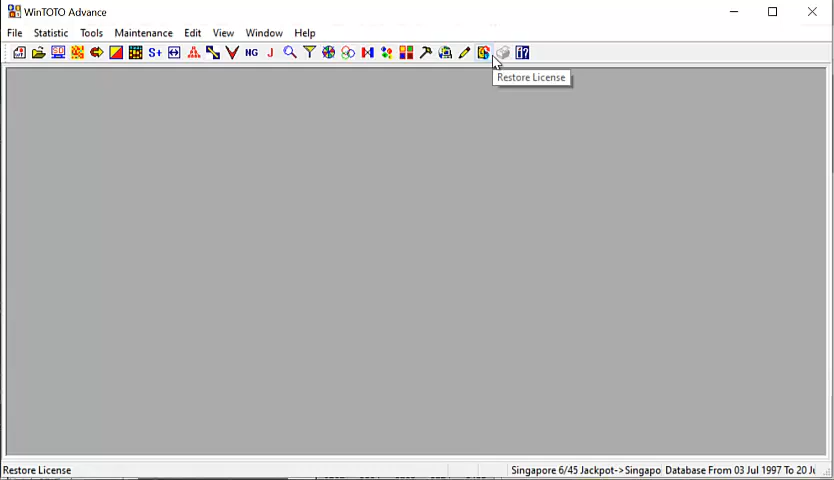 WinTOTO Advance
File Statistic Tools Maintenance Edit View Window Help
S+ NG J
Restore License
Restore License Singapore 6/45 Jackpot->Singapo Database From 03 Jul 1997 To 20